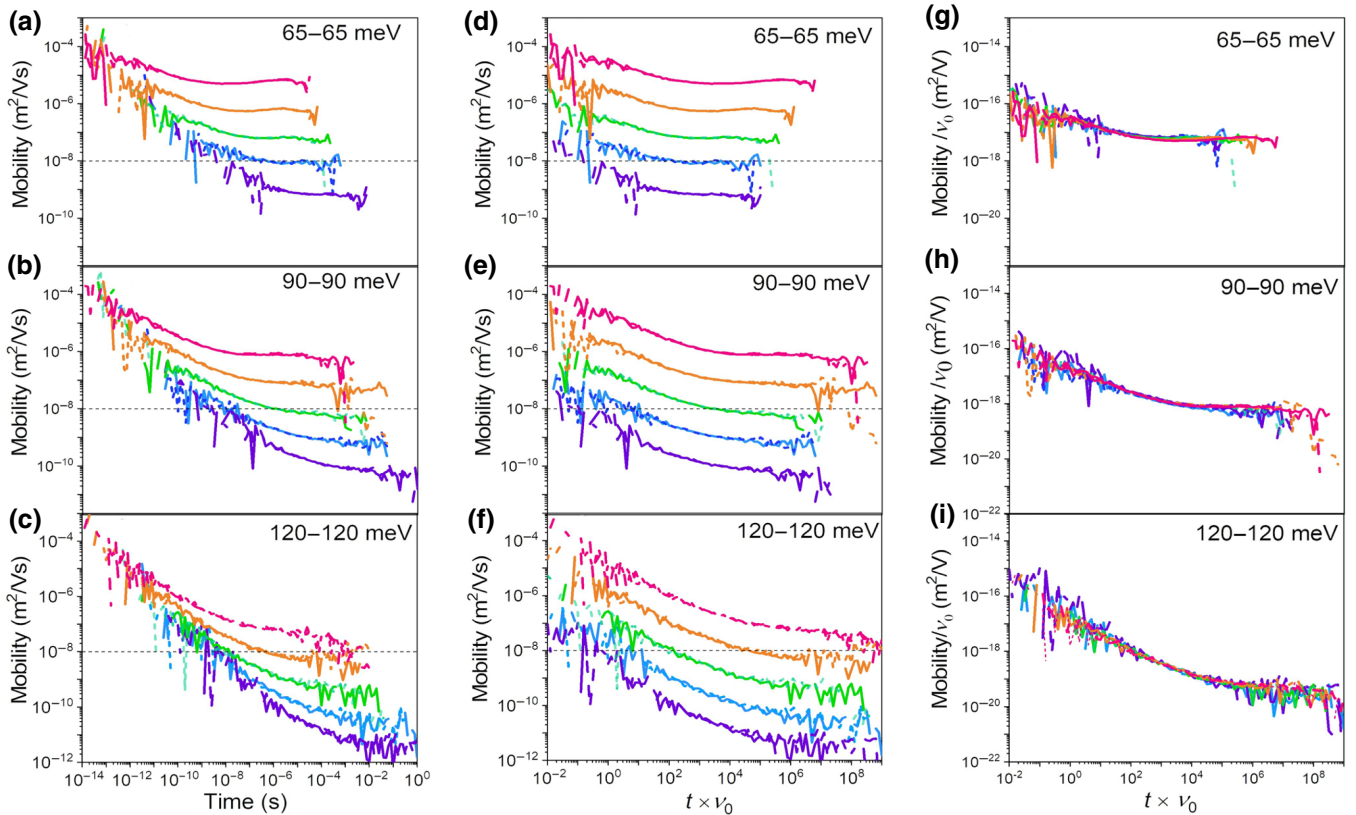 (a)
65–65 meV
Mobility (m²/Vs)
10⁻⁴
10⁻⁶
10⁻⁸
10⁻¹⁰
(b)
90–90 meV
Mobility (m²/Vs)
10⁻⁴
10⁻⁶
10⁻⁸
10⁻¹⁰
(c)
120–120 meV
Mobility (m²/Vs)
10⁻⁴
10⁻⁶
10⁻⁸
10⁻¹⁰
10⁻¹²
10⁻¹⁴ 10⁻¹² 10⁻¹⁰ 10⁻⁸ 10⁻⁶ 10⁻⁴ 10⁻² 10⁰
Time (s)
(d)
65–65 meV
Mobility (m²/Vs)
10⁻⁴
10⁻⁶
10⁻⁸
10⁻¹⁰
(e)
90–90 meV
Mobility (m²/Vs)
10⁻⁴
10⁻⁶
10⁻⁸
10⁻¹⁰
(f)
120–120 meV
Mobility (m²/Vs)
10⁻⁴
10⁻⁶
10⁻⁸
10⁻¹⁰
10⁻¹²
10⁻² 10⁰ 10² 10⁴ 10⁶ 10⁸
t × ν₀
(g)
65–65 meV
Mobility /ν₀ (m²/V)
10⁻¹⁴
10⁻¹⁶
10⁻¹⁸
10⁻²⁰
(h)
90–90 meV
Mobility /ν₀ (m²/V)
10⁻¹⁴
10⁻¹⁶
10⁻¹⁸
10⁻²⁰
10⁻²²
(i)
120–120 meV
Mobility/ν₀ (m²/V)
10⁻¹⁴
10⁻¹⁶
10⁻¹⁸
10⁻²⁰
10⁻²²
10⁻² 10⁰ 10² 10⁴ 10⁶ 10⁸
t × ν₀